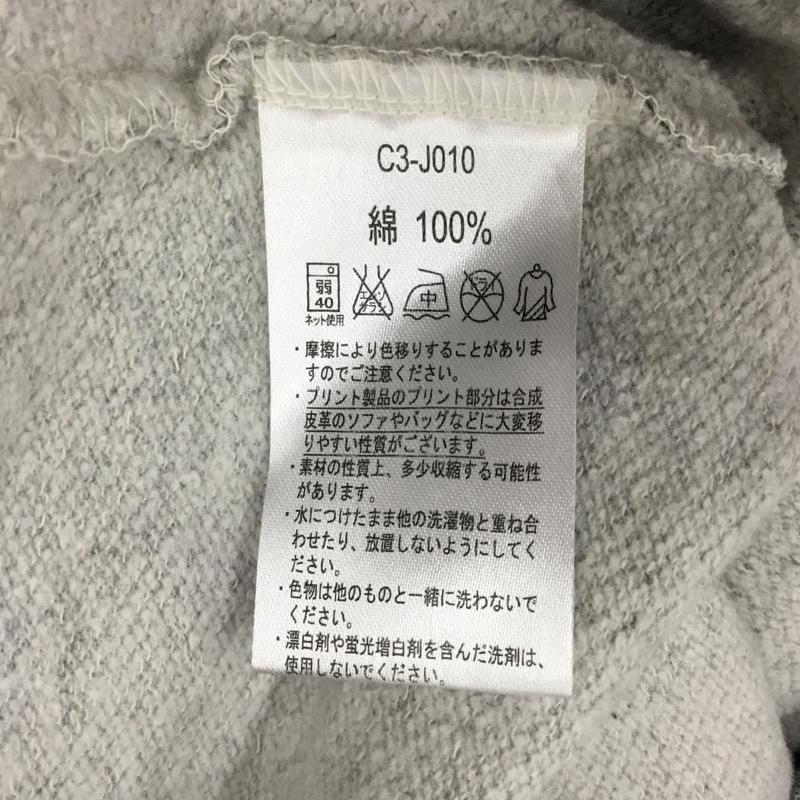 C3-J010
綿 100%
弱
40
ネット使用
エンソ
サラシ
中
ドライ
・摩擦により色移りすることがありま
すのでご注意ください。
・プリント製品のプリント部分は合成
皮革のソファやバッグなどに大変移
りやすい性質がございます。
・素材の性質上、多少収縮する可能性
があります。
・水につけたまま他の洗濯物と重ね合
わせたり、放置しないようにしてく
ださい。
・色物は他のものと一緒に洗わないで
ください。
・漂白剤や蛍光増白剤を含んだ洗剤は、
使用しないでください。